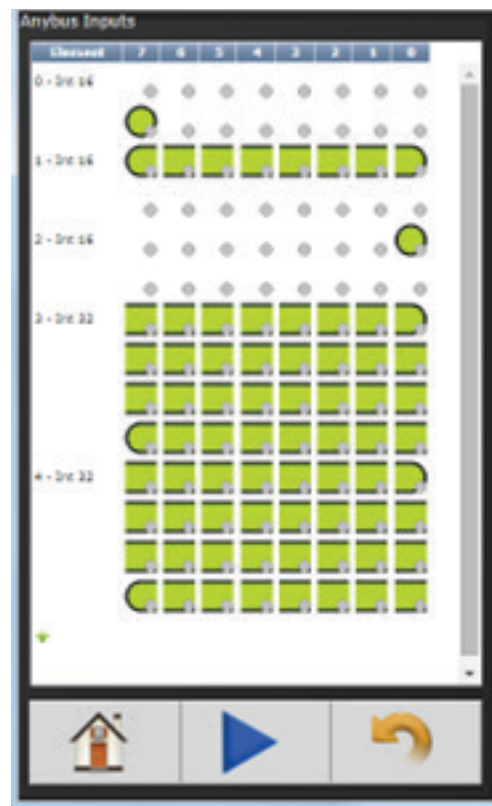 Anybus Inputs
Element 7 6 5 4 3 2 1 0
0 - Int 16
1 - Int 16
2 - Int 16
3 - Int 32
4 - Int 32